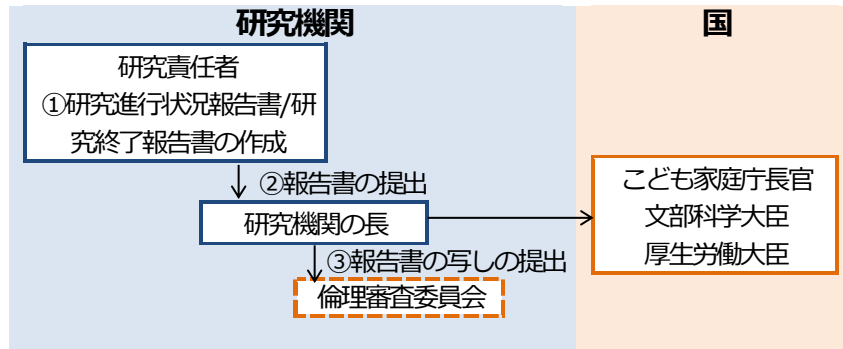 研究機関
国
研究責任者
①研究進行状況報告書/研
究終了報告書の作成
②報告書の提出
研究機関の長
③報告書の写しの提出
倫理審査委員会
こども家庭庁長官
文部科学大臣
厚生労働大臣